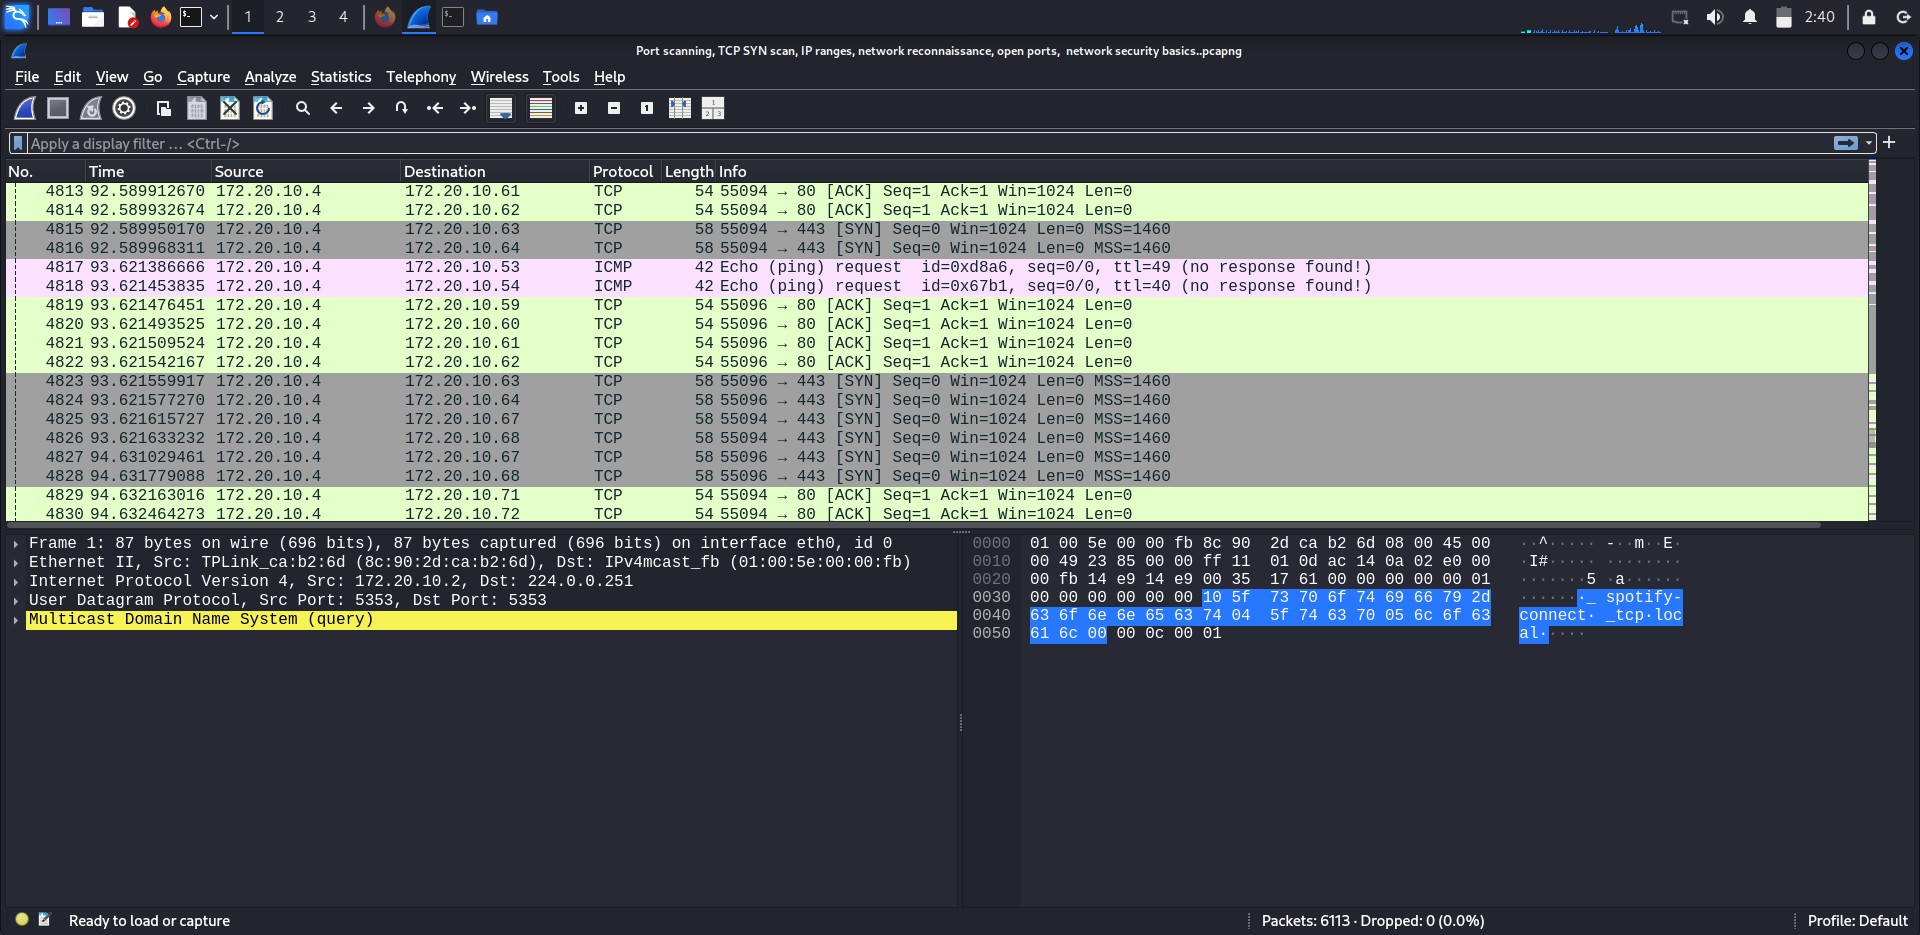 1 2 3 4 2:40
Port scanning, TCP SYN scan, IP ranges, network reconnaissance, open ports, network security basics..pcapng
File Edit View Go Capture Analyze Statistics Telephony Wireless Tools Help
Apply a display filter … <Ctrl-/>
No. Time Source Destination Protocol Length Info
4813 92.589912670 172.20.10.4 172.20.10.61 TCP 54 55094 → 80 [ACK] Seq=1 Ack=1 Win=1024 Len=0
4814 92.589932674 172.20.10.4 172.20.10.62 TCP 54 55094 → 80 [ACK] Seq=1 Ack=1 Win=1024 Len=0
4815 92.589950170 172.20.10.4 172.20.10.63 TCP 58 55094 → 443 [SYN] Seq=0 Win=1024 Len=0 MSS=1460
4816 92.589968311 172.20.10.4 172.20.10.64 TCP 58 55094 → 443 [SYN] Seq=0 Win=1024 Len=0 MSS=1460
4817 93.621386666 172.20.10.4 172.20.10.53 ICMP 42 Echo (ping) request id=0xd8a6, seq=0/0, ttl=49 (no response found!)
4818 93.621453835 172.20.10.4 172.20.10.54 ICMP 42 Echo (ping) request id=0x67b1, seq=0/0, ttl=40 (no response found!)
4819 93.621476451 172.20.10.4 172.20.10.59 TCP 54 55096 → 80 [ACK] Seq=1 Ack=1 Win=1024 Len=0
4820 93.621493525 172.20.10.4 172.20.10.60 TCP 54 55096 → 80 [ACK] Seq=1 Ack=1 Win=1024 Len=0
4821 93.621509524 172.20.10.4 172.20.10.61 TCP 54 55096 → 80 [ACK] Seq=1 Ack=1 Win=1024 Len=0
4822 93.621542167 172.20.10.4 172.20.10.62 TCP 54 55096 → 80 [ACK] Seq=1 Ack=1 Win=1024 Len=0
4823 93.621559917 172.20.10.4 172.20.10.63 TCP 58 55096 → 443 [SYN] Seq=0 Win=1024 Len=0 MSS=1460
4824 93.621577270 172.20.10.4 172.20.10.64 TCP 58 55096 → 443 [SYN] Seq=0 Win=1024 Len=0 MSS=1460
4825 93.621615727 172.20.10.4 172.20.10.67 TCP 58 55096 → 443 [SYN] Seq=0 Win=1024 Len=0 MSS=1460
4826 93.621633232 172.20.10.4 172.20.10.68 TCP 58 55096 → 443 [SYN] Seq=0 Win=1024 Len=0 MSS=1460
4827 94.631029461 172.20.10.4 172.20.10.67 TCP 58 55094 → 443 [SYN] Seq=0 Win=1024 Len=0 MSS=1460
4828 94.631779088 172.20.10.4 172.20.10.68 TCP 58 55094 → 443 [SYN] Seq=0 Win=1024 Len=0 MSS=1460
4829 94.632163016 172.20.10.4 172.20.10.71 TCP 54 55094 → 80 [ACK] Seq=1 Ack=1 Win=1024 Len=0
4830 94.632464273 172.20.10.4 172.20.10.72 TCP 54 55094 → 80 [ACK] Seq=1 Ack=1 Win=1024 Len=0
Frame 1: 87 bytes on wire (696 bits), 87 bytes captured (696 bits) on interface eth0, id 0
Ethernet II, Src: TPLink_ca:b2:6d (8c:90:2d:ca:b2:6d), Dst: IPv4mcast_fb (01:00:5e:00:00:fb)
Internet Protocol Version 4, Src: 172.20.10.2, Dst: 224.0.0.251
User Datagram Protocol, Src Port: 5353, Dst Port: 5353
Multicast Domain Name System (query)
0000 01 00 5e 00 00 fb 8c 90 2d ca b2 6d 08 00 45 00 ··^····· -··m··E·
0010 00 49 23 85 00 00 ff 11 01 0d ac 14 0a 02 e0 00 ·I#····· ········
0020 00 fb 14 e9 14 e9 00 35 17 61 00 00 00 00 00 01 ·······5 ·a······
0030 00 00 00 00 00 00 10 5f 73 70 6f 74 69 66 79 2d ·······_ spotify-
0040 63 6f 6e 6e 65 63 74 04 5f 74 63 70 05 6c 6f 63 connect· _tcp·loc
0050 61 6c 00 00 0c 00 01 al·····
Ready to load or capture Packets: 6113 · Dropped: 0 (0.0%) Profile: Default